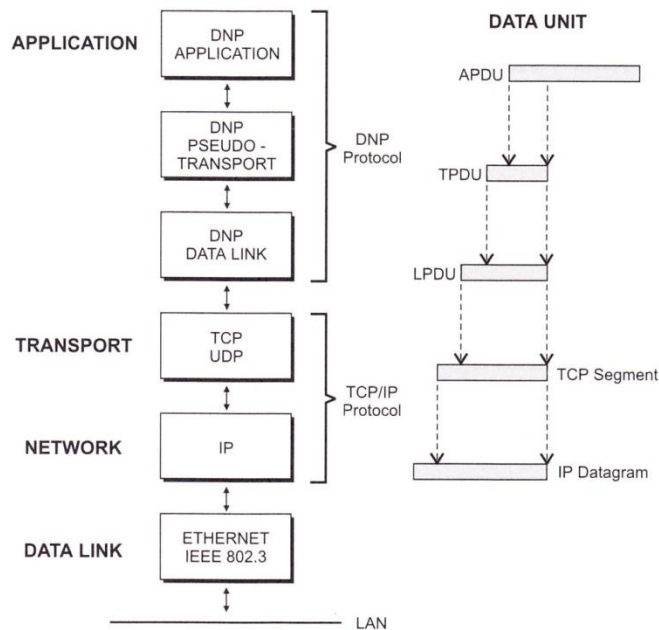 DATA UNIT
APPLICATION
DNP
APPLICATION
APDU
DNP
PSEUDO -
TRANSPORT
DNP
Protocol
TPDU
DNP
DATA LINK
LPDU
TRANSPORT
TCP
UDP
TCP Segment
TCP/IP
Protocol
NETWORK
IP
IP Datagram
DATA LINK
ETHERNET
IEEE 802.3
LAN